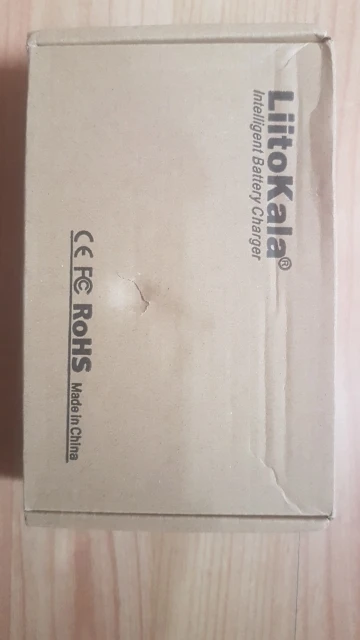 LiitoKala®
Intelligent Battery Charger
CE FC RoHS Made in China